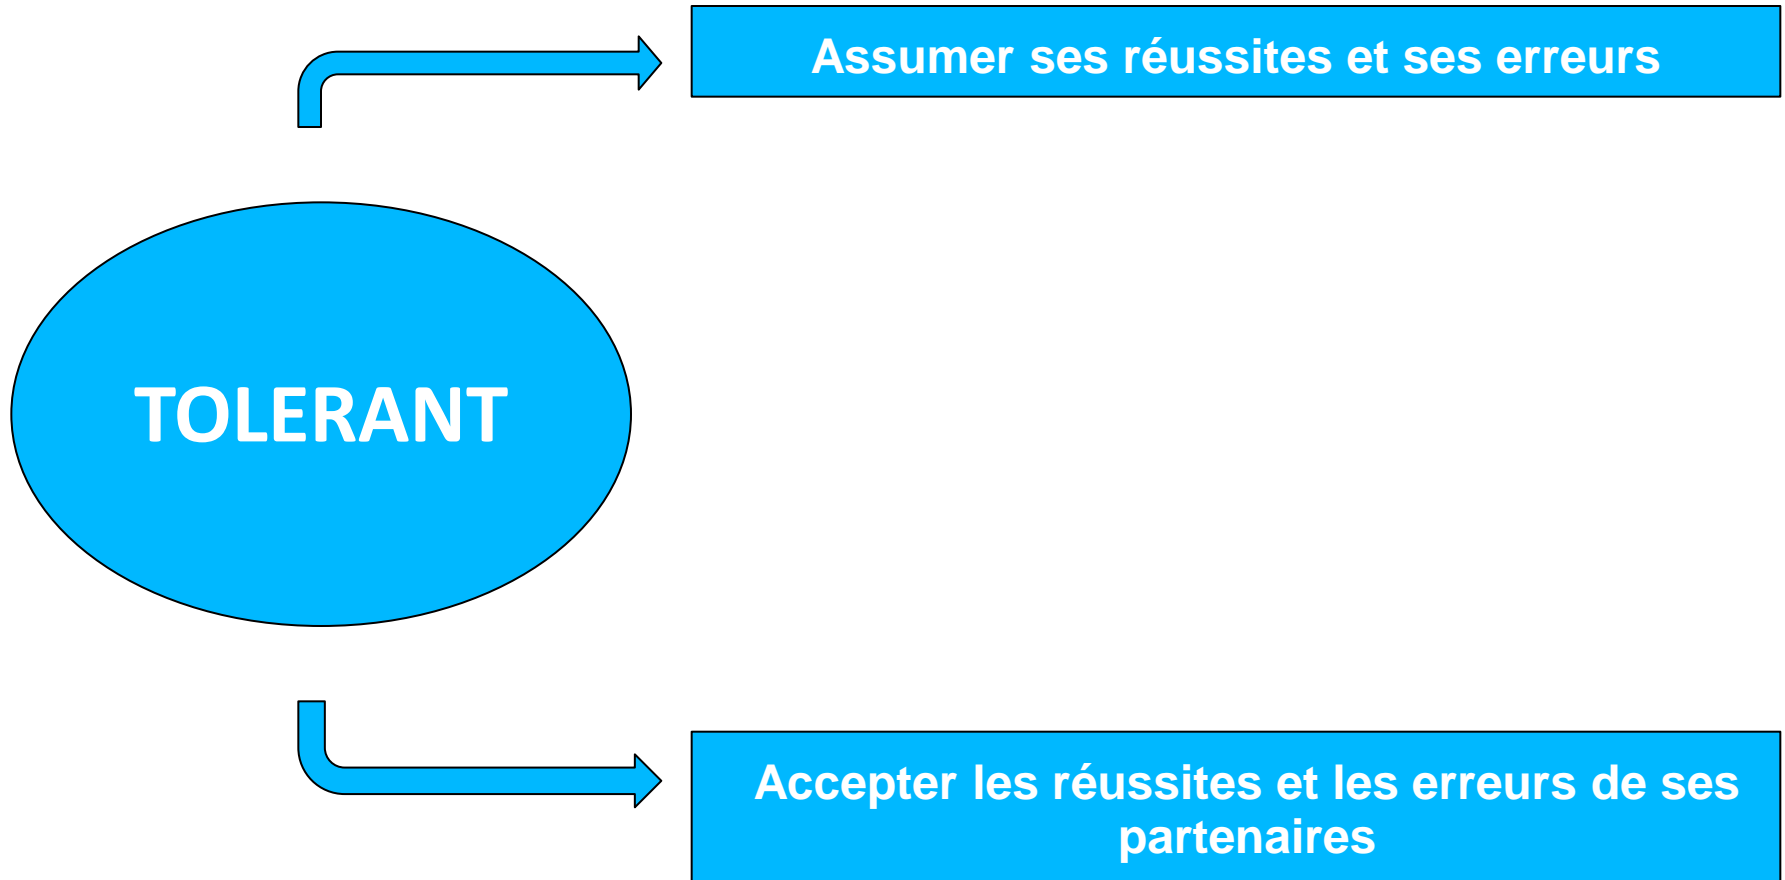 Assumer ses réussites et ses erreurs
TOLERANT
Accepter les réussites et les erreurs de ses
partenaires